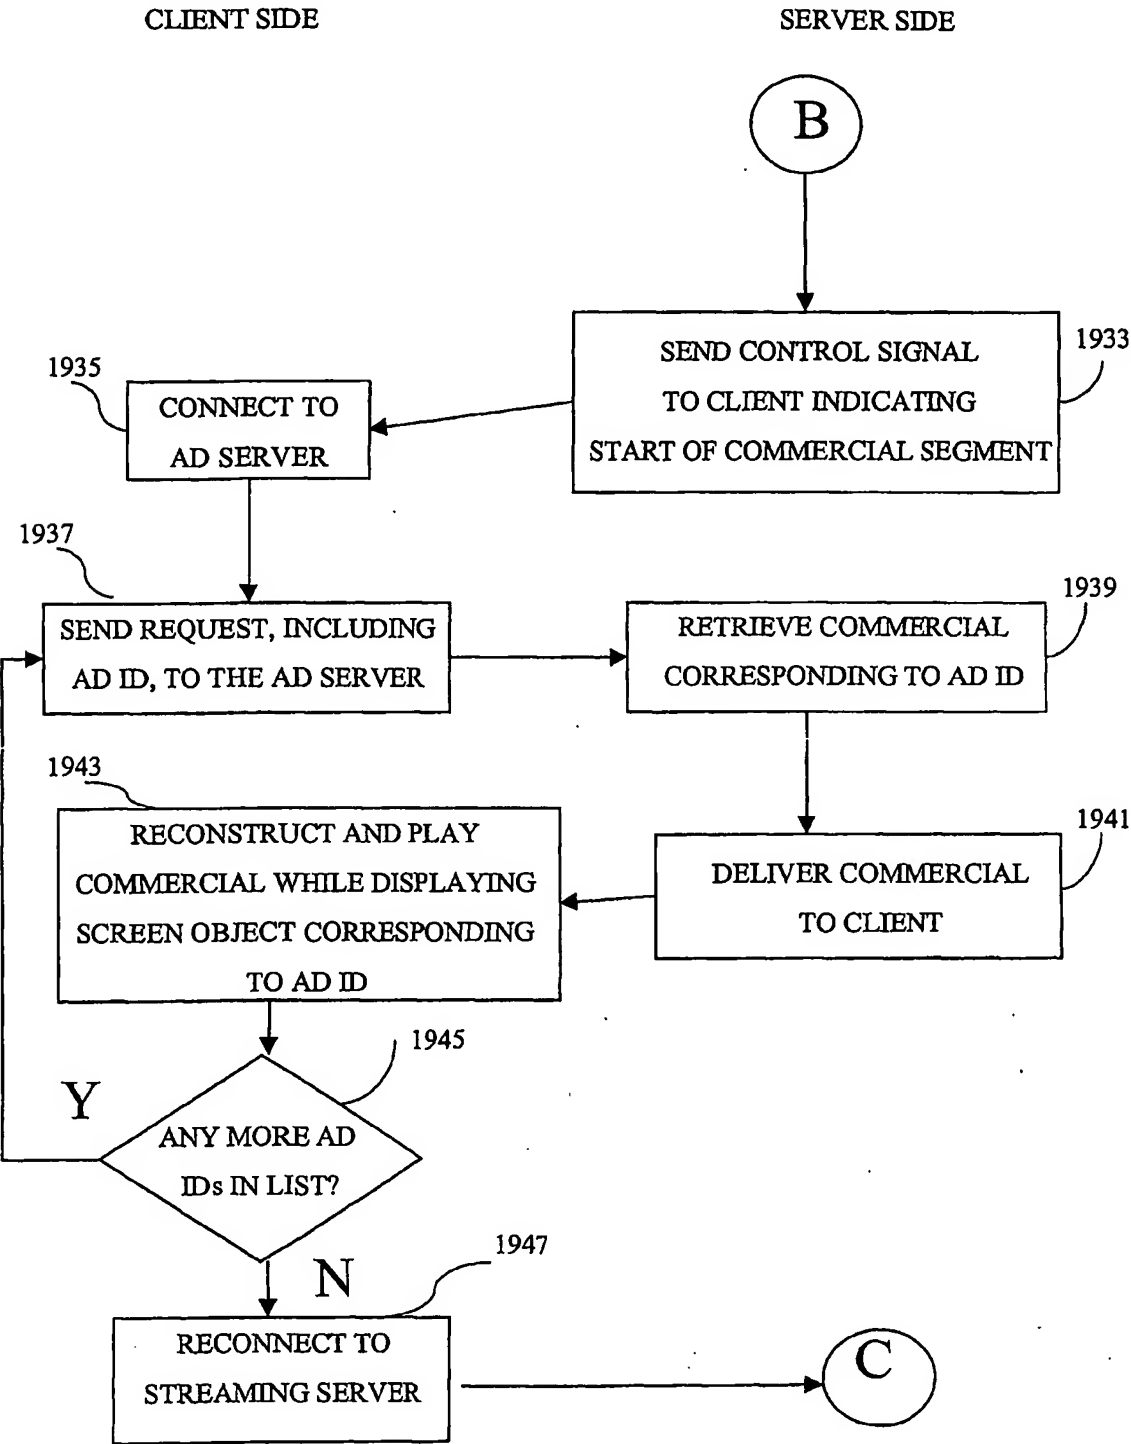 CLIENT SIDE
SERVER SIDE
B
SEND CONTROL SIGNAL
TO CLIENT INDICATING
START OF COMMERCIAL SEGMENT
1933
1935
CONNECT TO
AD SERVER
1937
SEND REQUEST, INCLUDING
AD ID, TO THE AD SERVER
1939
RETRIEVE COMMERCIAL
CORRESPONDING TO AD ID
1943
RECONSTRUCT AND PLAY
COMMERCIAL WHILE DISPLAYING
SCREEN OBJECT CORRESPONDING
TO AD ID
1941
DELIVER COMMERCIAL
TO CLIENT
1945
Y
ANY MORE AD
IDs IN LIST?
N
1947
RECONNECT TO
STREAMING SERVER
C